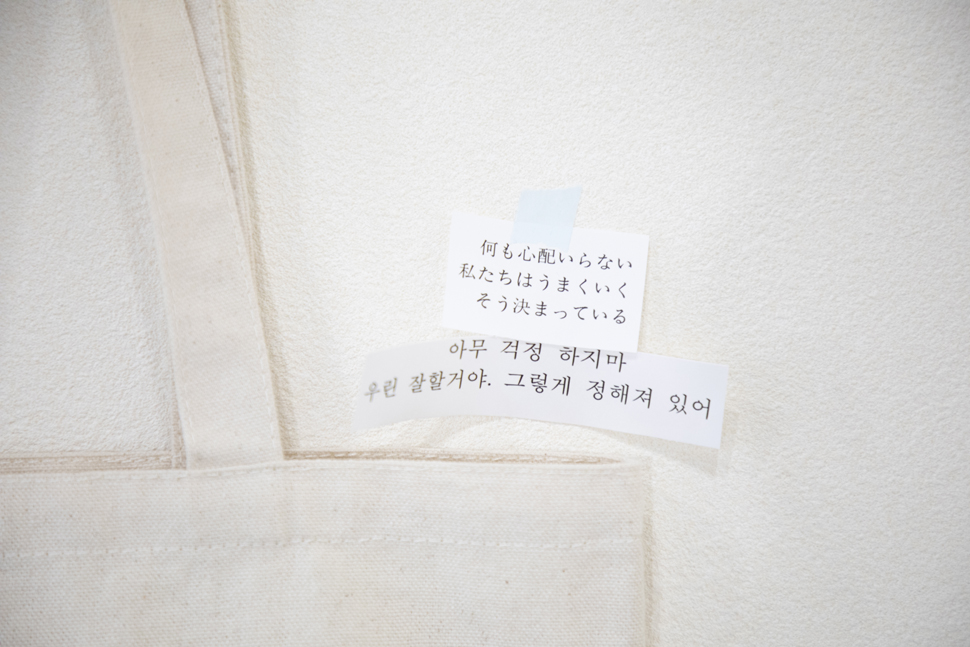 何も心配いらない
私たちはうまくいく
そう決まっている
아무 걱정 하지마
우린 잘할거야. 그렇게 정해져 있어